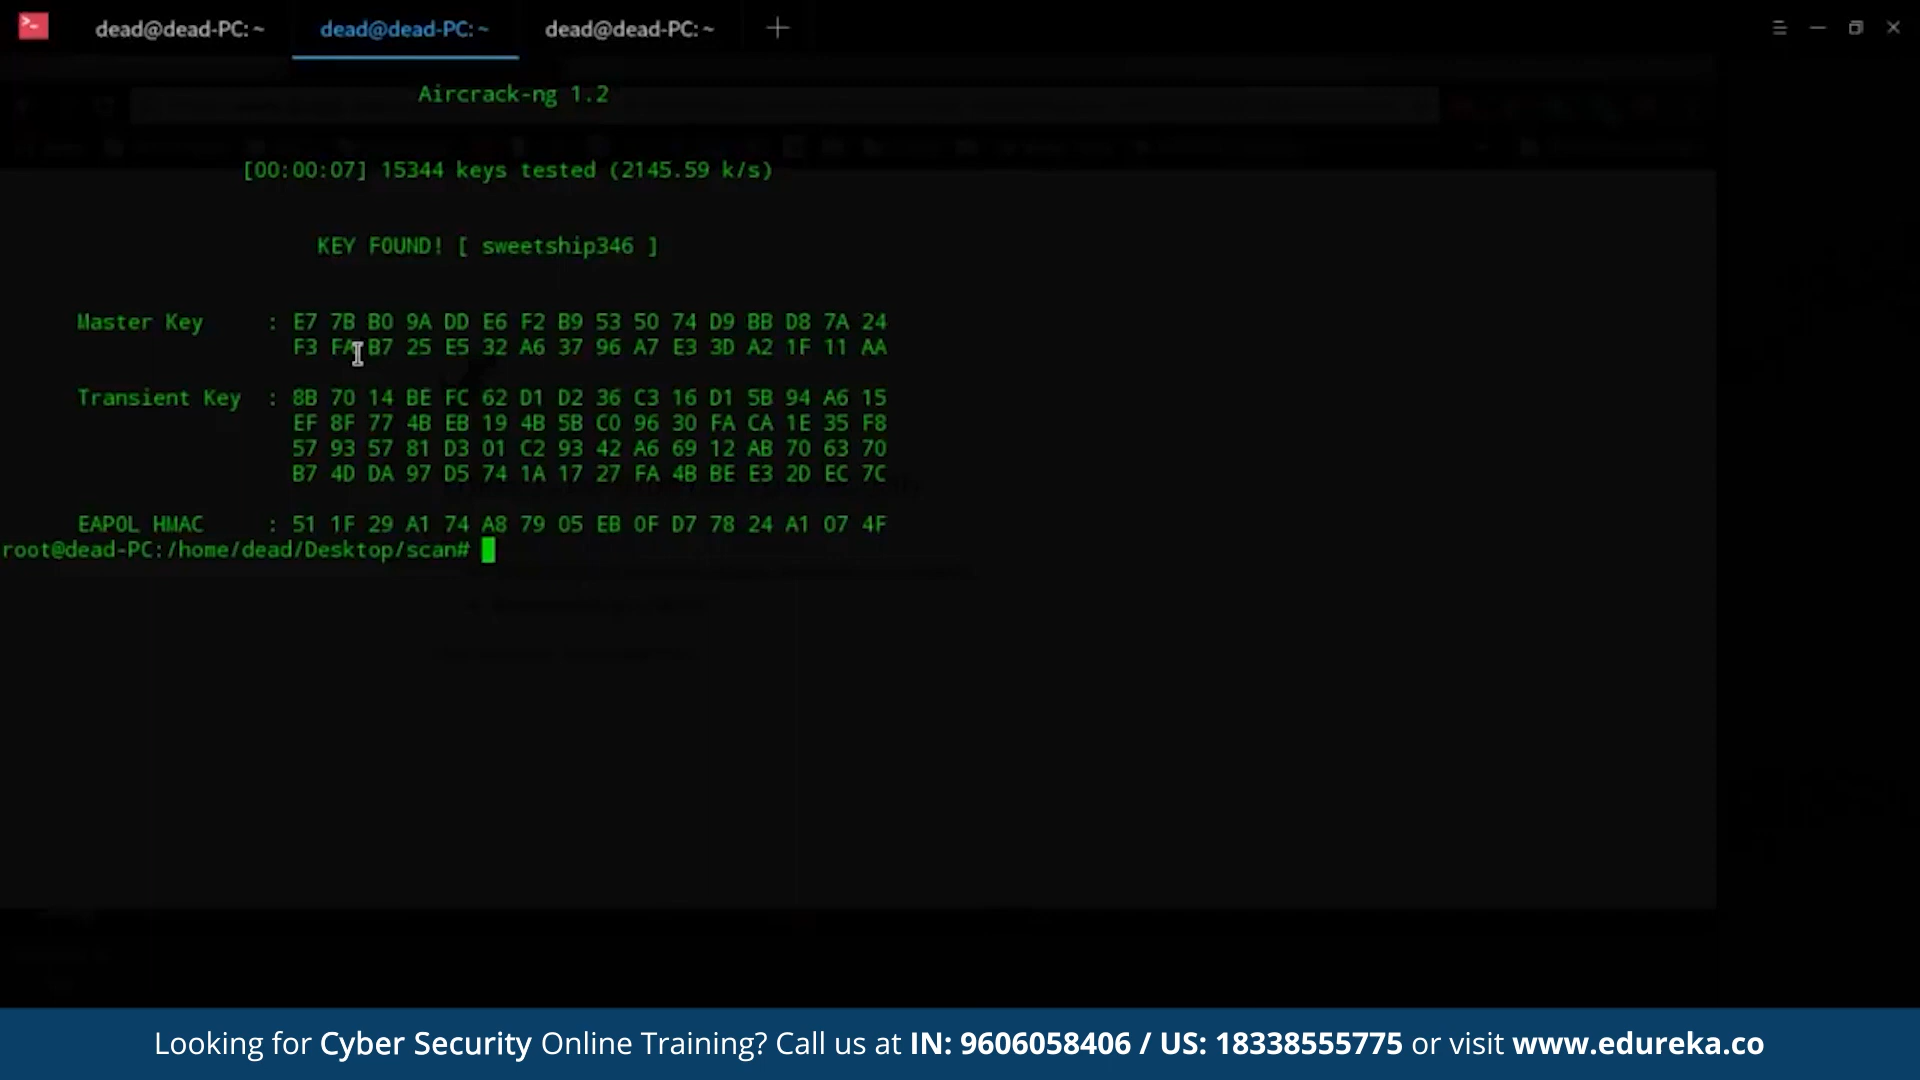 dead@dead-PC: ~ dead@dead-PC: ~ dead@dead-PC: ~
Aircrack-ng 1.2
[00:00:07] 15344 keys tested (2145.59 k/s)
KEY FOUND! [ sweetship346 ]
Master Key : E7 7B B0 9A DD E6 F2 B9 53 50 74 D9 BB D8 7A 24
F3 FA B7 25 E5 32 A6 37 96 A7 E3 3D A2 1F 11 AA
Transient Key : 8B 70 14 BE FC 62 D1 D2 36 C3 16 D1 5B 94 A6 15
EF 8F 77 4B EB 19 4B 5B C0 96 30 FA CA 1E 35 F8
57 93 57 81 D3 01 C2 93 42 A6 69 12 AB 70 63 70
B7 4D DA 97 D5 74 1A 17 27 FA 4B BE E3 2D EC 7C
EAPOL HMAC : 51 1F 29 A1 74 A8 79 05 EB 0F D7 78 24 A1 07 4F
root@dead-PC:/home/dead/Desktop/scan#
Looking for Cyber Security Online Training? Call us at IN: 9606058406 / US: 18338555775 or visit www.edureka.co